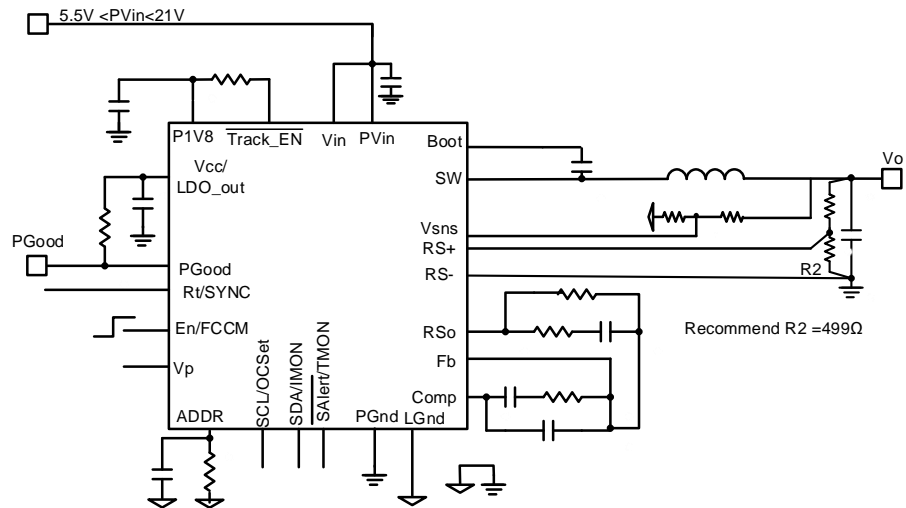 5.5V <PVin<21V
P1V8
Track_EN
Vin
PVin
Boot
Vcc/
LDO_out
SW
Vo
PGood
Vsns
RS+
PGood
RS-
R2
Rt/SYNC
En/FCCM
RSo
Recommend R2 =499Ω
Vp
Fb
Comp
ADDR
SCL/OCSet
SDA/IMON
SAlert/TMON
PGnd
LGnd